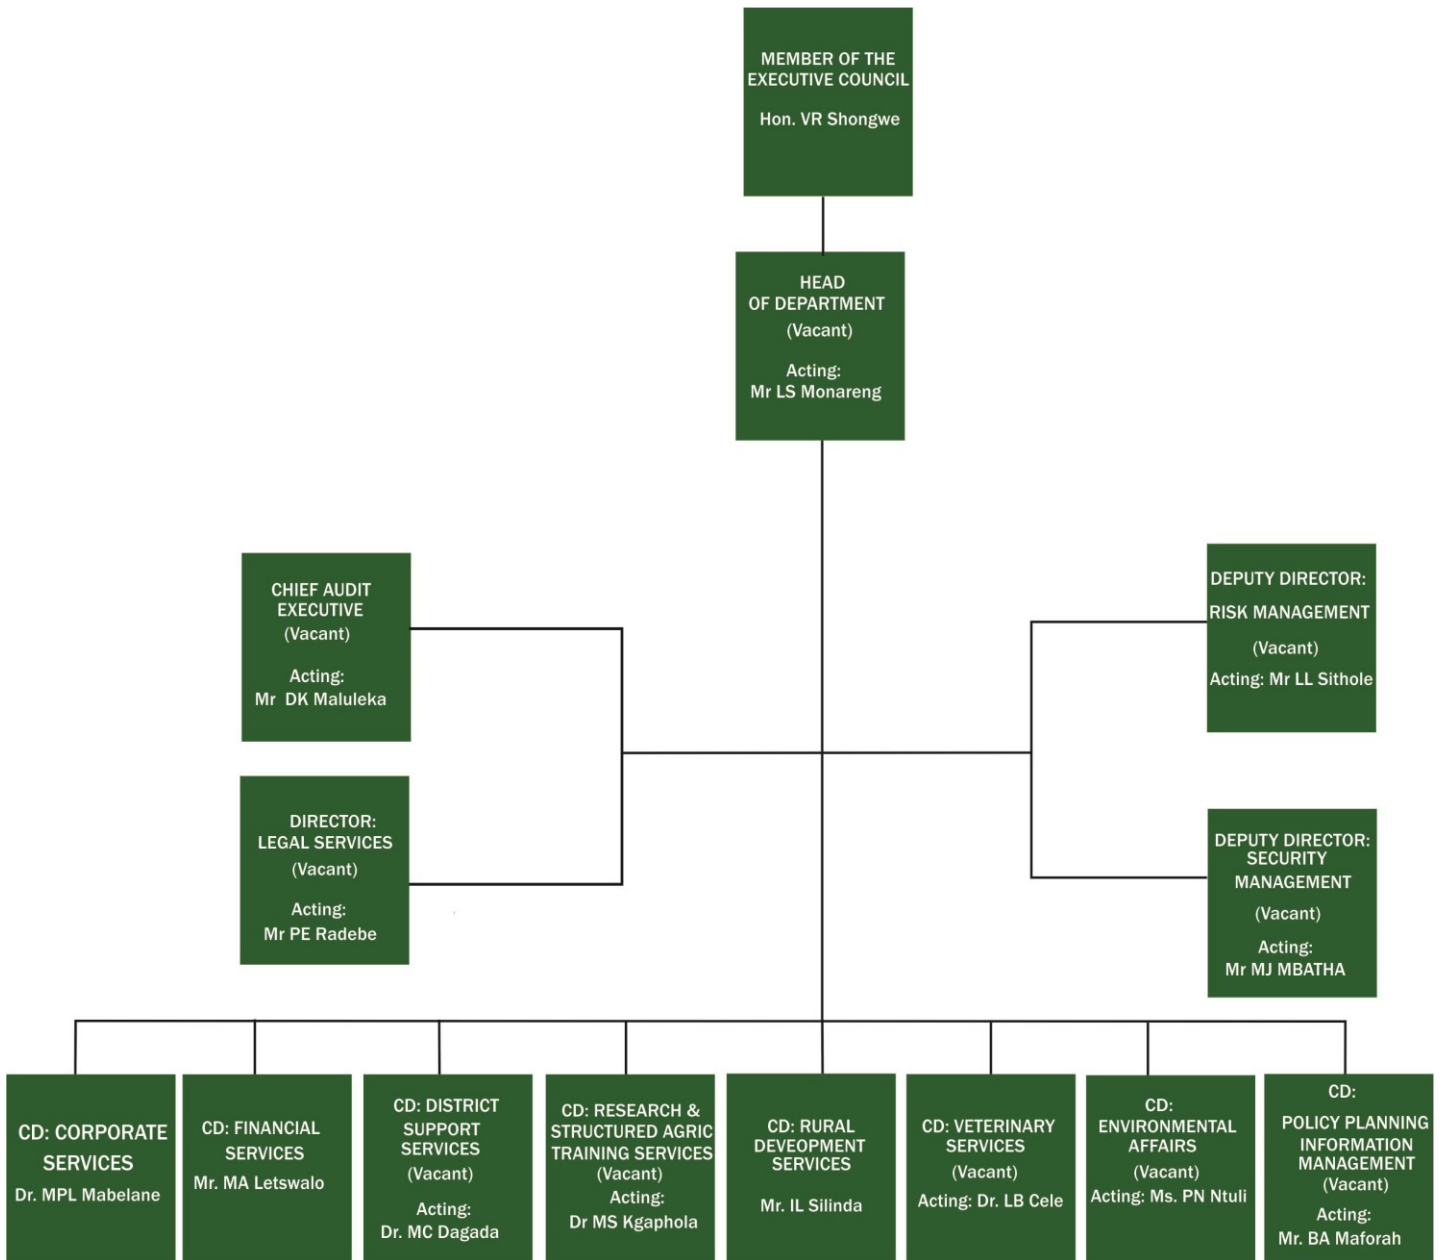 MEMBER OF THE
EXECUTIVE COUNCIL
Hon. VR Shongwe
HEAD
OF DEPARTMENT
(Vacant)
Acting:
Mr LS Monareng
CHIEF AUDIT
EXECUTIVE
(Vacant)
Acting:
Mr DK Maluleka
DEPUTY DIRECTOR:
RISK MANAGEMENT
(Vacant)
Acting: Mr LL Sithole
DIRECTOR:
LEGAL SERVICES
(Vacant)
Acting:
Mr PE Radebe
DEPUTY DIRECTOR:
SECURITY
MANAGEMENT
(Vacant)
Acting:
Mr MJ MBATHA
CD: CORPORATE
SERVICES
Dr. MPL Mabelane
CD: FINANCIAL
SERVICES
Mr. MA Letswalo
CD: DISTRICT
SUPPORT
SERVICES
(Vacant)
Acting:
Dr. MC Dagada
CD: RESEARCH &
STRUCTURED AGRIC
TRAINING SERVICES
(Vacant)
Acting:
Dr MS Kgaphola
CD: RURAL
DEVEOPMENT
SERVICES
Mr. IL Silinda
CD: VETERINARY
SERVICES
(Vacant)
Acting: Dr. LB Cele
CD:
ENVIRONMENTAL
AFFAIRS
(Vacant)
Acting: Ms. PN Ntuli
CD:
POLICY PLANNING
INFORMATION
MANAGEMENT
(Vacant)
Acting:
Mr. BA Maforah